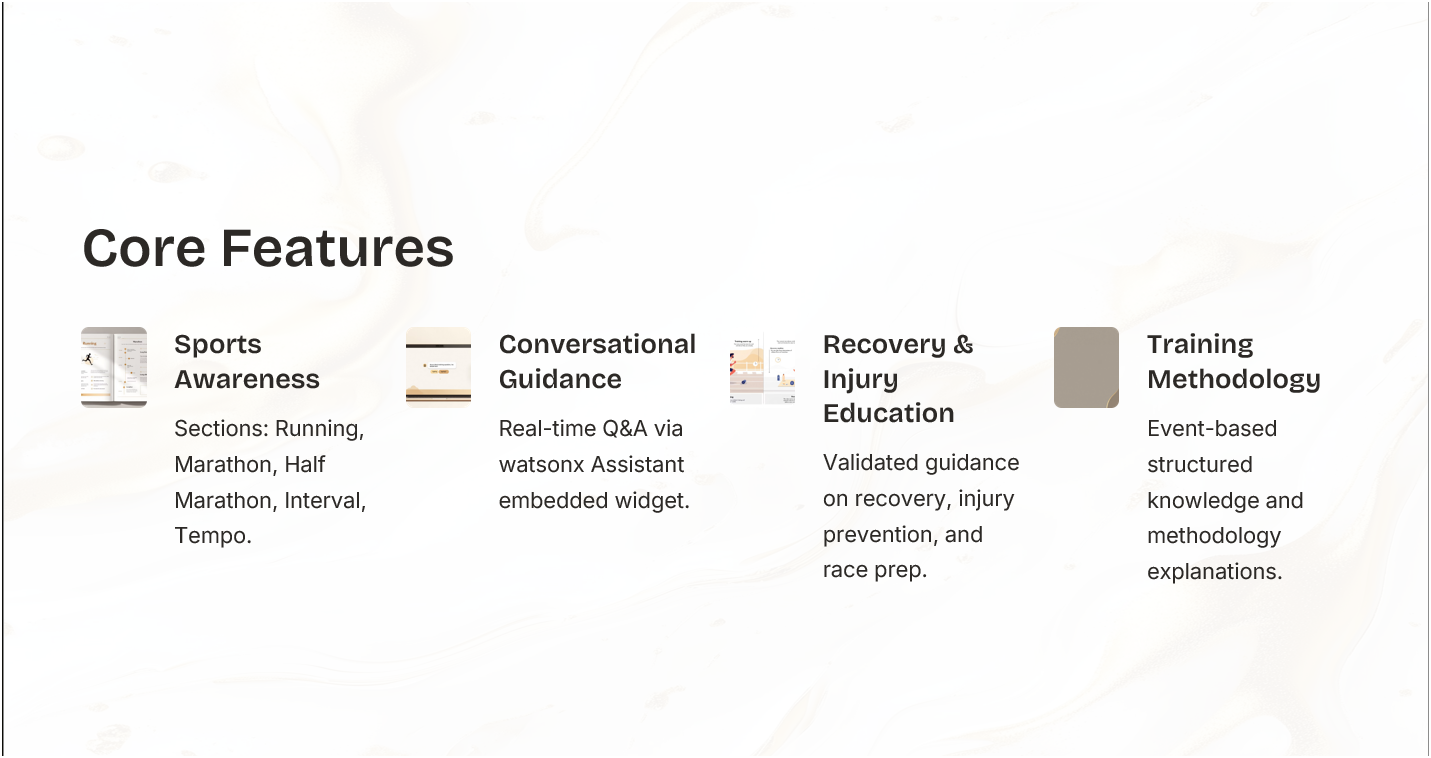 Core Features
Sports
Awareness
Sections: Running,
Marathon, Half
Marathon, Interval,
Tempo.
Conversational
Guidance
Real-time Q&A via
watsonx Assistant
embedded widget.
Recovery &
Injury
Education
Validated guidance
on recovery, injury
prevention, and
race prep.
Training
Methodology
Event-based
structured
knowledge and
methodology
explanations.